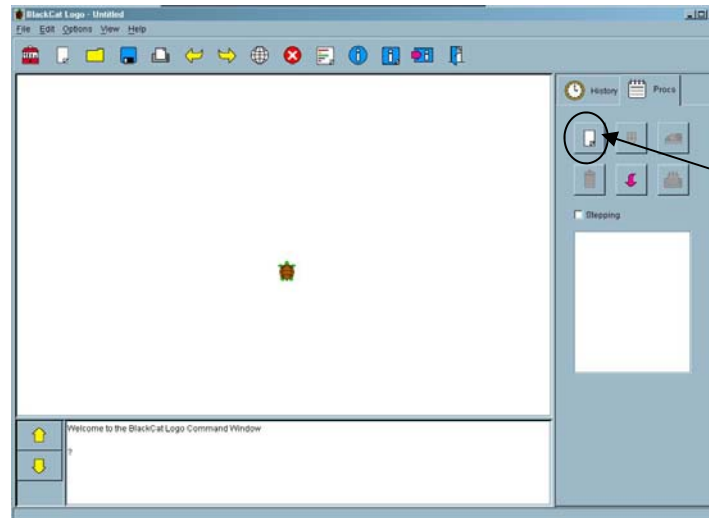 BlackCat Logo - Untitled
File Edit Options View Help
History Procs
Stepping
Welcome to the BlackCat Logo Command Window
?